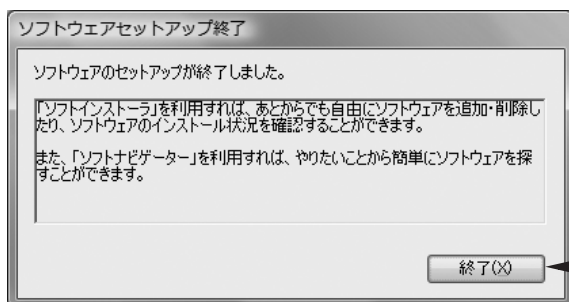 ソフトウェアセットアップ終了
ソフトウェアのセットアップが終了しました。
「ソフトインストーラ」を利用すれば、あとからでも自由にソフトウェアを追加・削除し
たり、ソフトウェアのインストール状況を確認することができます。
また、「ソフトナビゲーター」を利用すれば、やりたいことから簡単にソフトウェアを探
すことができます。
終了(X)